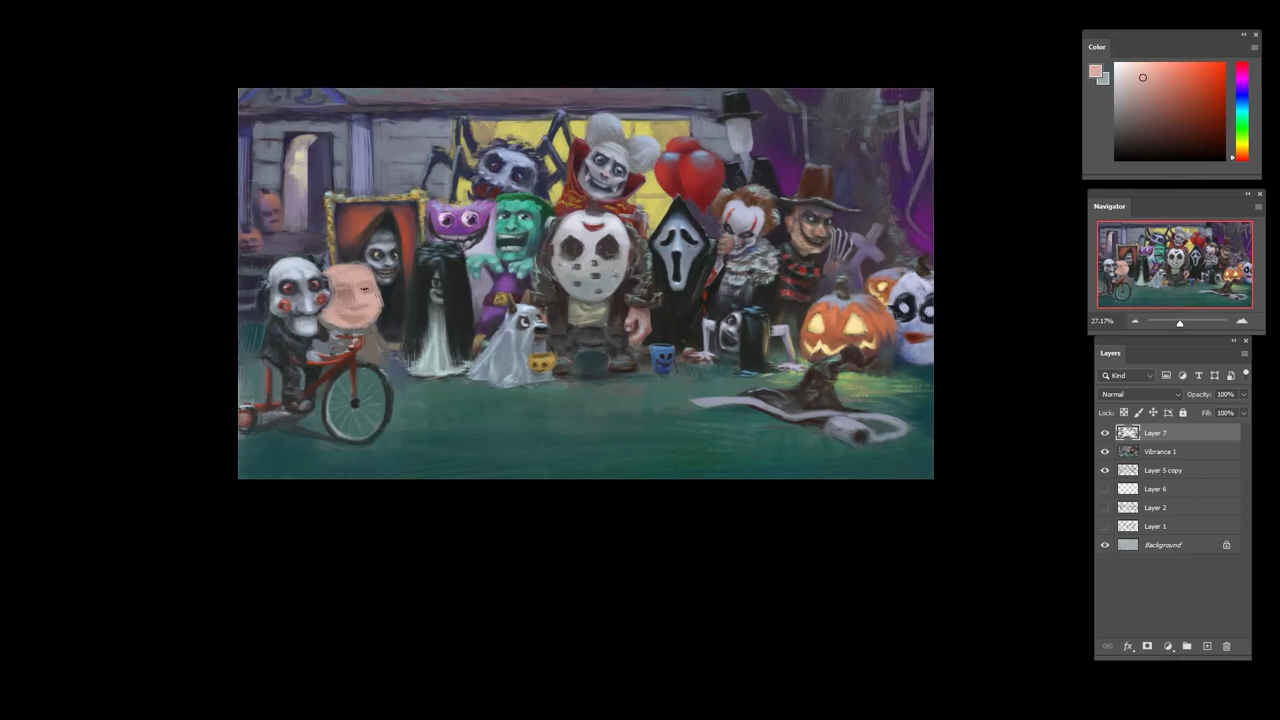 Color
Navigator
27.17%
Layers
Kind
Normal
Opacity: 100%
Lock:
Fill: 100%
Layer 7
Vibrance 1
Layer 5 copy
Layer 6
Layer 2
Layer 1
Background
fx